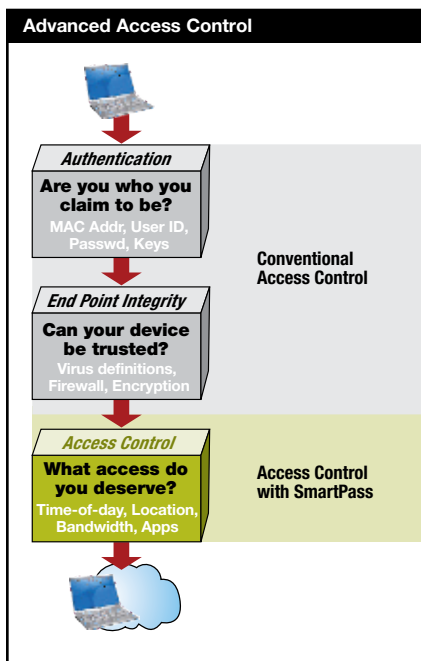 Advanced Access Control
Authentication
Are you who you
claim to be?
MAC Addr, User ID,
Passwd, Keys
Conventional
Access Control
End Point Integrity
Can your device
be trusted?
Virus definitions,
Firewall, Encryption
Access Control
What access do
you deserve?
Time-of-day, Location,
Bandwidth, Apps
Access Control
with SmartPass